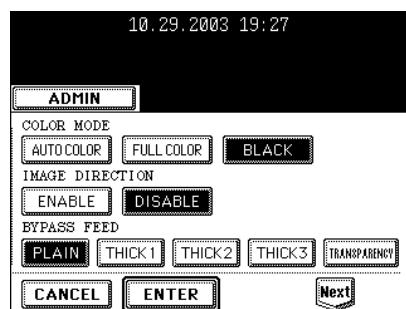 10.29.2003 19:27
ADMIN
COLOR MODE
AUTO COLOR FULL COLOR BLACK
IMAGE DIRECTION
ENABLE DISABLE
BYPASS FEED
PLAIN THICK1 THICK2 THICK3 TRANSPARENCY
CANCEL ENTER Next